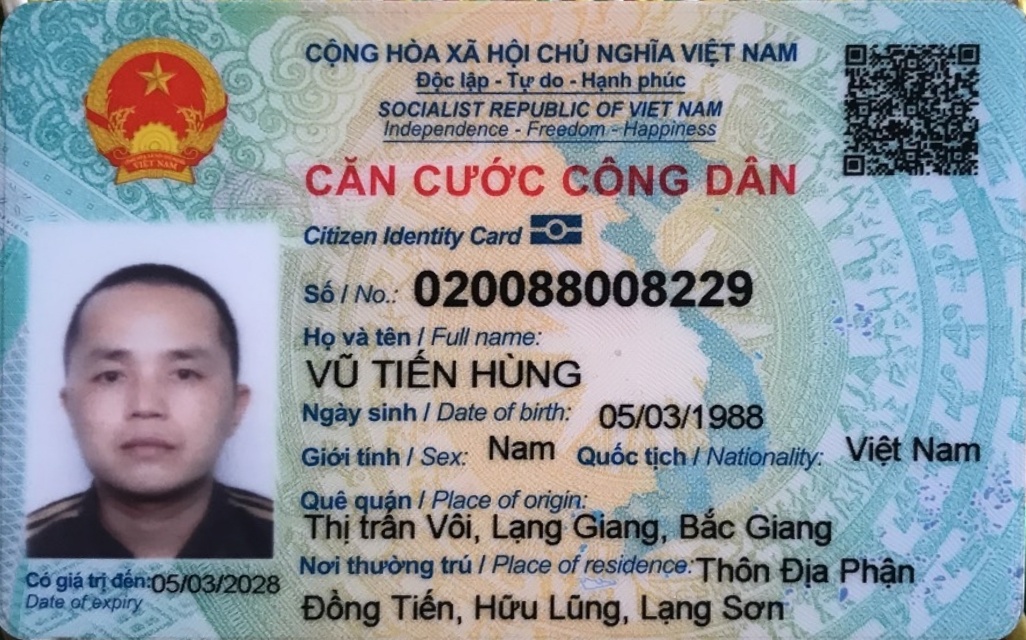 CỘNG HÒA XÃ HỘI CHỦ NGHĨA VIỆT NAM
Độc lập - Tự do - Hạnh phúc
SOCIALIST REPUBLIC OF VIET NAM
Independence - Freedom - Happiness
CĂN CƯỚC CÔNG DÂN
Citizen Identity Card
Số / No.: 020088008229
Họ và tên / Full name:
VŨ TIẾN HÙNG
Ngày sinh / Date of birth: 05/03/1988
Giới tính / Sex: Nam Quốc tịch / Nationality: Việt Nam
Quê quán / Place of origin:
Thị trấn Vôi, Lạng Giang, Bắc Giang
Nơi thường trú / Place of residence: Thôn Địa Phận
Đồng Tiến, Hữu Lũng, Lạng Sơn
Có giá trị đến: 05/03/2028
Date of expiry
VIỆT NAM